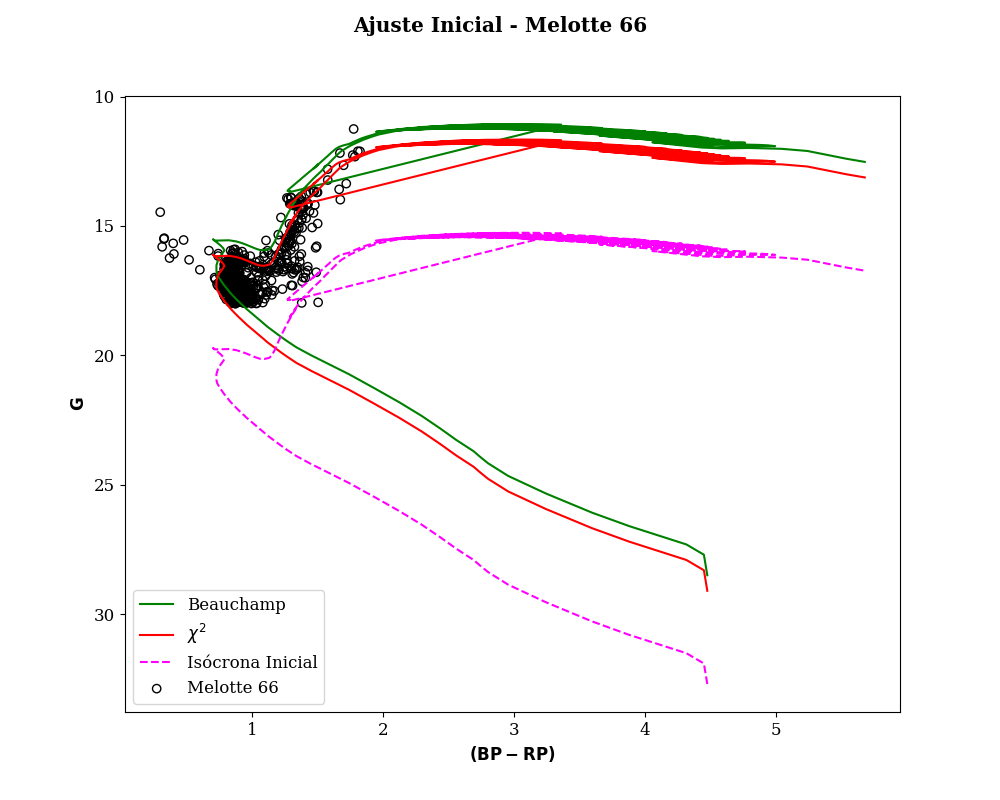 Ajuste Inicial - Melotte 66
10
15
20
25
30
G
1
2
3
4
5
(BP − RP)
Beauchamp
χ²
Isócrona Inicial
Melotte 66